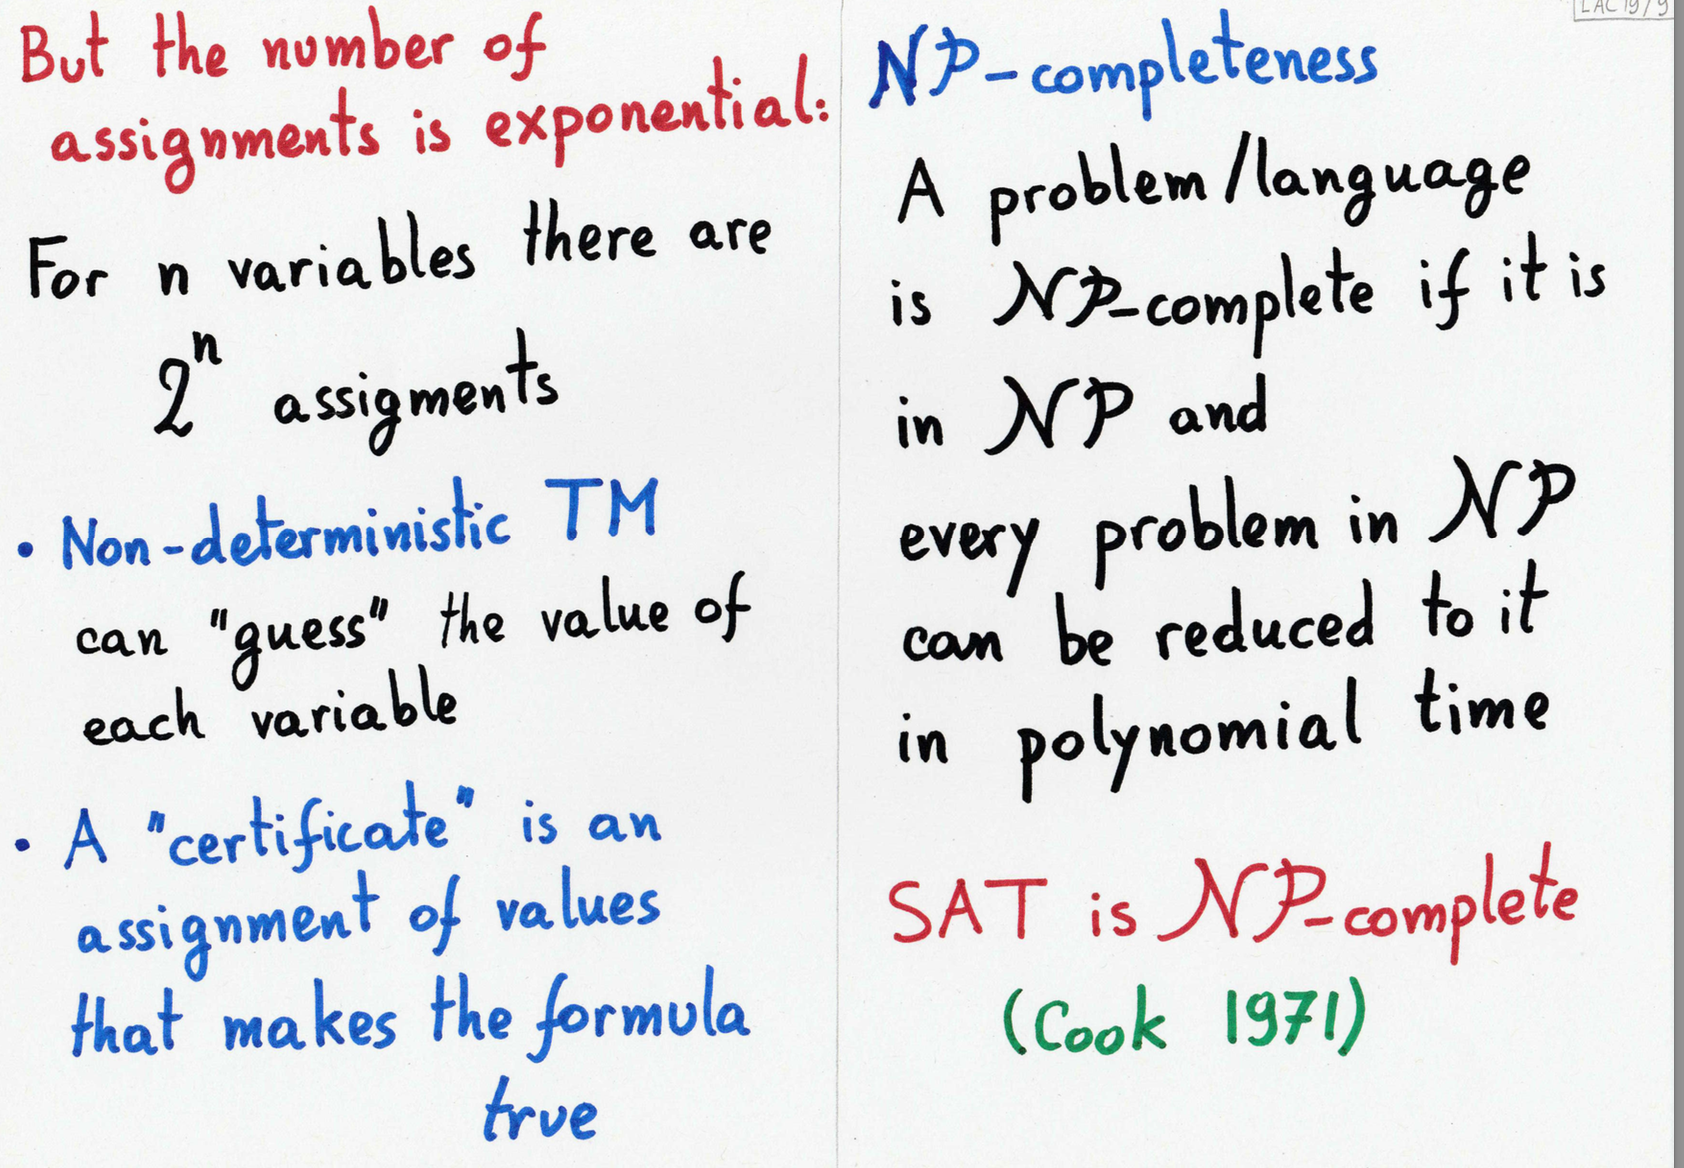 But the number of
assignments is exponential:
For n variables there are
2ⁿ assigments
• Non-deterministic TM
can "guess" the value of
each variable
• A "certificate" is an
assignment of values
that makes the formula
true
LAC 19/9
NP-completeness
A problem/language
is NP-complete if it is
in NP and
every problem in NP
can be reduced to it
in polynomial time
SAT is NP-complete
(Cook 1971)